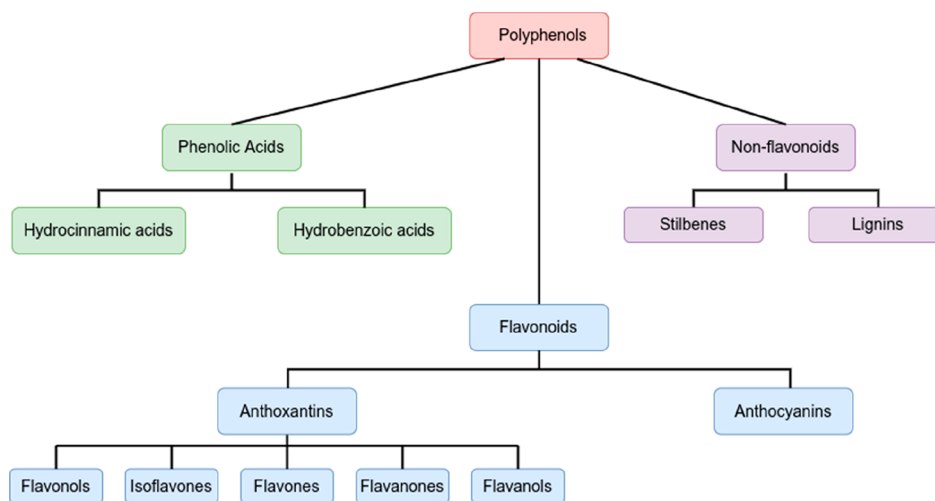 Polyphenols
Phenolic Acids
Non-flavonoids
Hydrocinnamic acids
Hydrobenzoic acids
Stilbenes
Lignins
Flavonoids
Anthoxantins
Anthocyanins
Flavonols
Isoflavones
Flavones
Flavanones
Flavanols